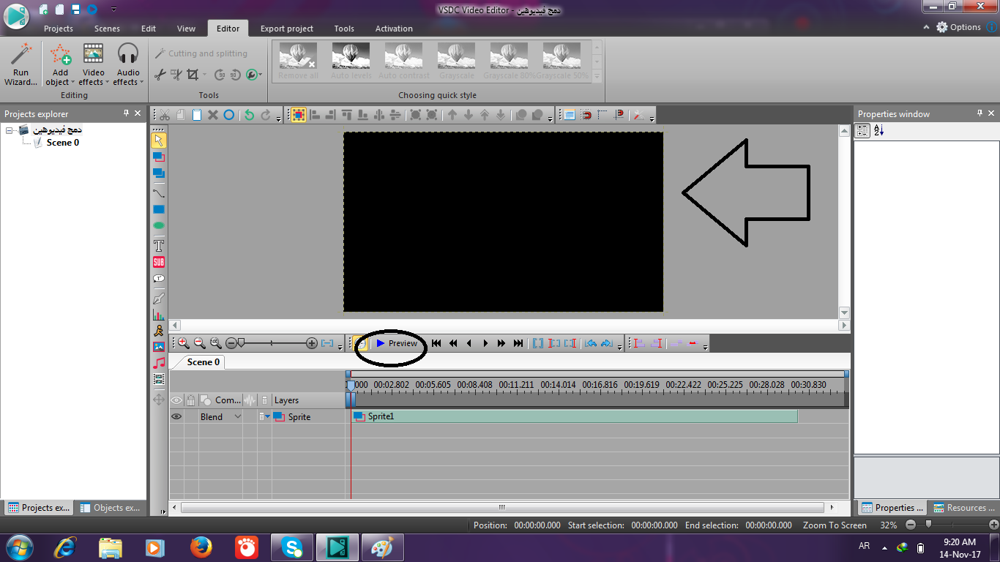 VSDC Video Editor - دمج فيديوهين
Projects Scenes Edit View Editor Export project Tools Activation Options
Cutting and splitting
Run Wizard...
Add object
Video effects
Audio effects
Remove all Auto levels Auto contrast Grayscale Grayscale 80% Grayscale 50%
Editing Tools Choosing quick style
Projects explorer
Properties window
دمج فيديوهين
Scene 0
T
SUB
T
Preview
Scene 0
000 00:02.802 00:05.605 00:08.408 00:11.211 00:14.014 00:16.816 00:19.619 00:22.422 00:25.225 00:28.028 00:30.830
Com... Layers
Blend Sprite Sprite1
Projects ex... Objects ex...
Properties ... Resources ...
Position: 00:00:00.000 Start selection: 00:00:00.000 End selection: 00:00:00.000 Zoom To Screen 32%
AR
9:20 AM
14-Nov-17